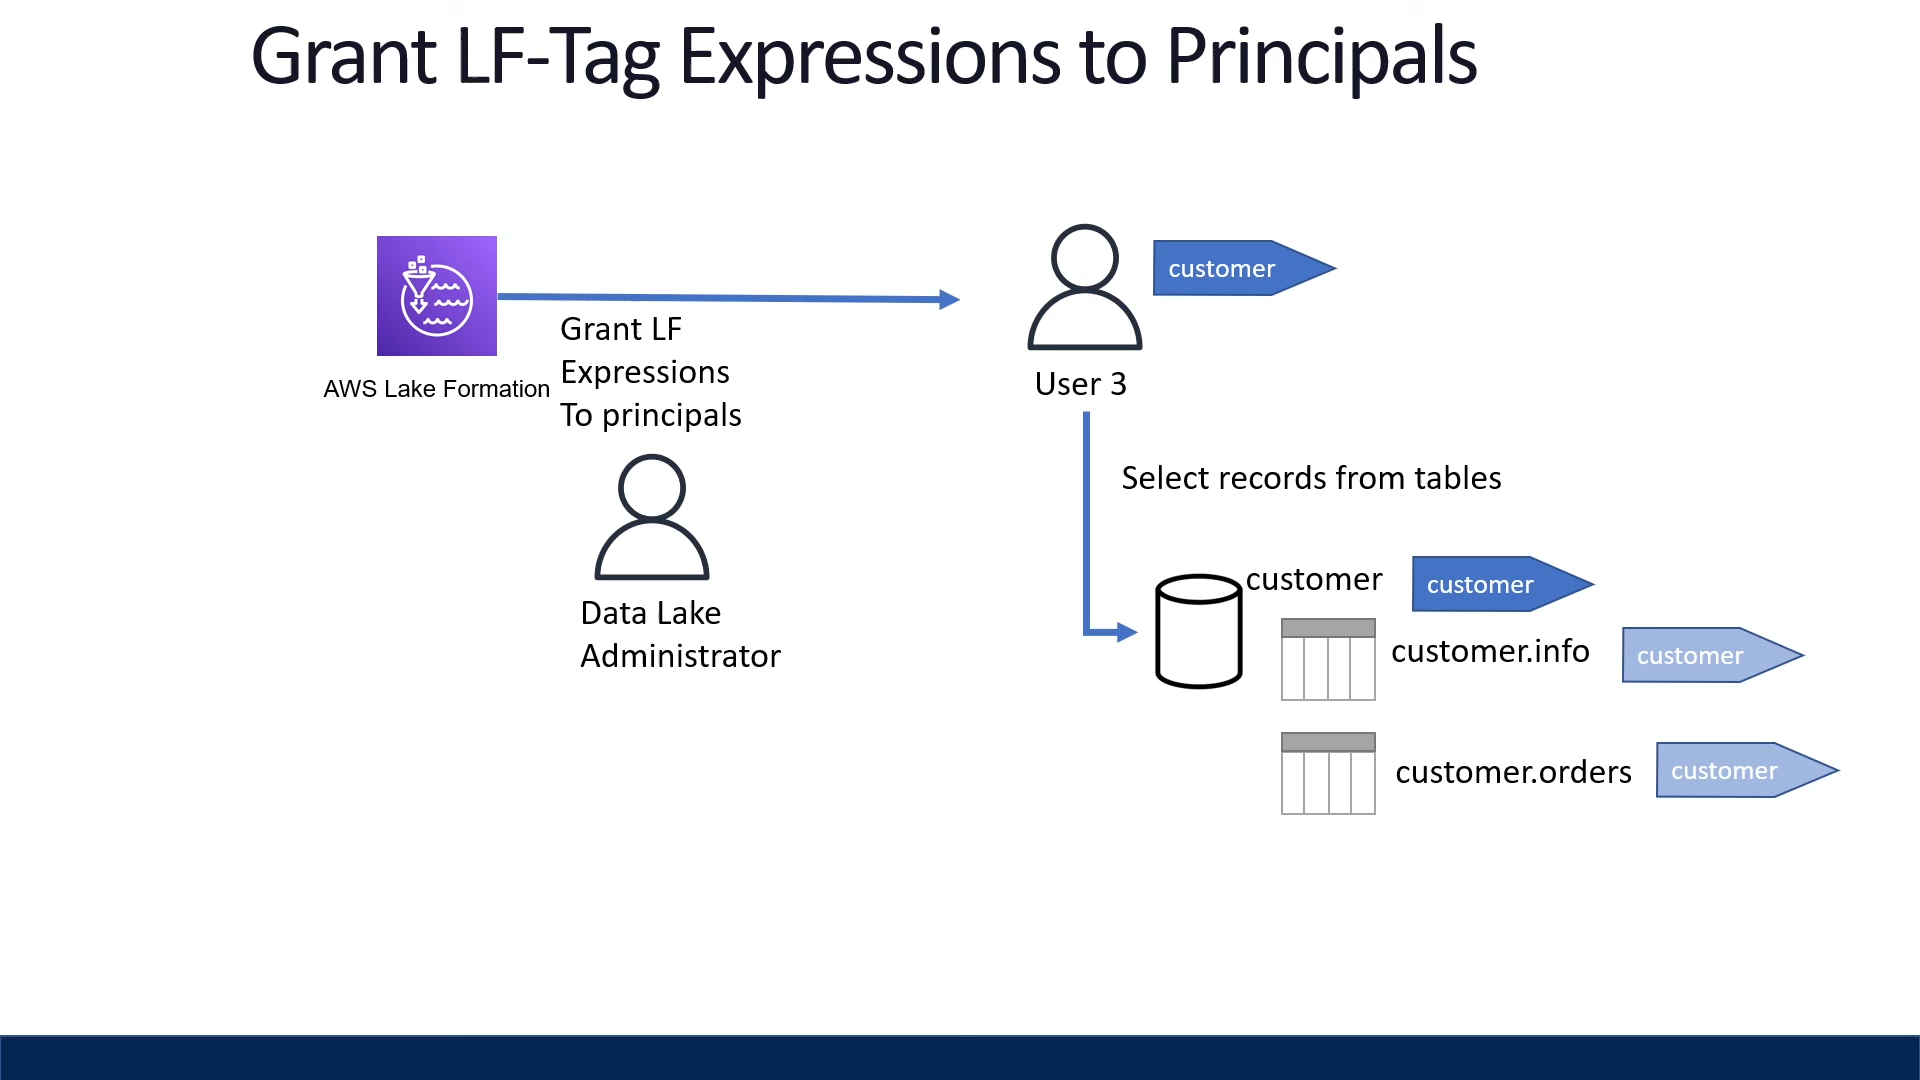 Grant LF-Tag Expressions to Principals
customer
AWS Lake Formation
Grant LF
Expressions
To principals
User 3
Select records from tables
Data Lake
Administrator
customer
customer
customer.info
customer
customer.orders
customer